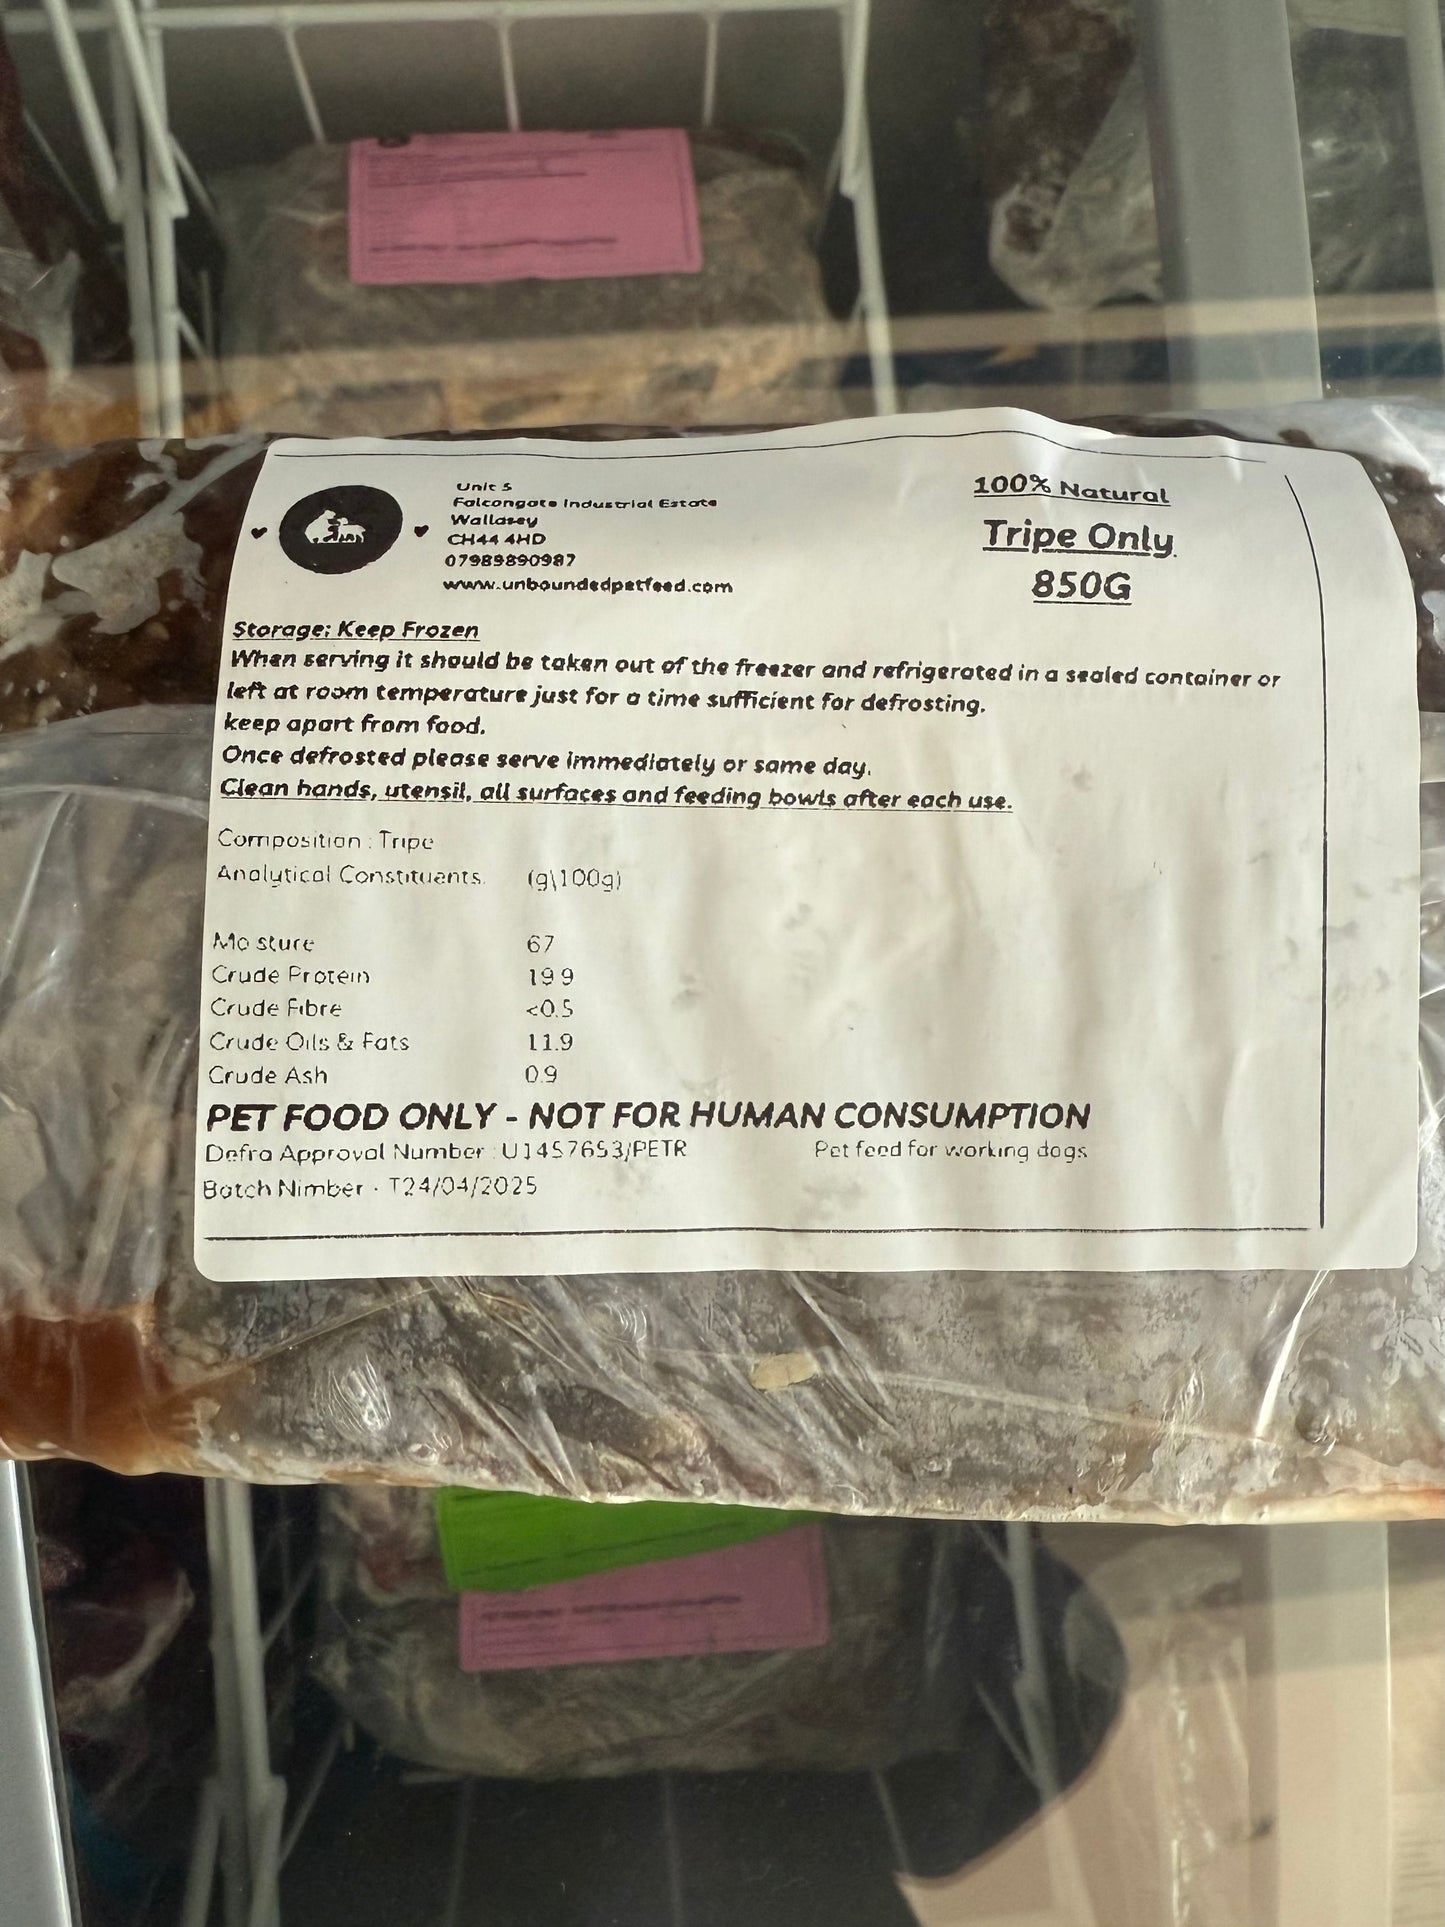 Unit 5
Falcongate Industrial Estate
Wallasey
CH44 4HD
07989890987
www.unboundedpetfeed.com
100% Natural
Tripe Only
850G
Storage: Keep Frozen
When serving it should be taken out of the freezer and refrigerated in a sealed container or
left at room temperature just for a time sufficient for defrosting.
keep apart from food.
Once defrosted please serve immediately or same day.
Clean hands, utensil, all surfaces and feeding bowls after each use.
Composition : Tripe
Analytical Constituents. (g\100g)
Moisture 67
Crude Protein 19.9
Crude Fibre <0.5
Crude Oils & Fats 11.9
Crude Ash 0.9
PET FOOD ONLY - NOT FOR HUMAN CONSUMPTION
Defra Approval Number : U1457653/PETR Pet feed for working dogs
Batch Nimber - T24/04/2025